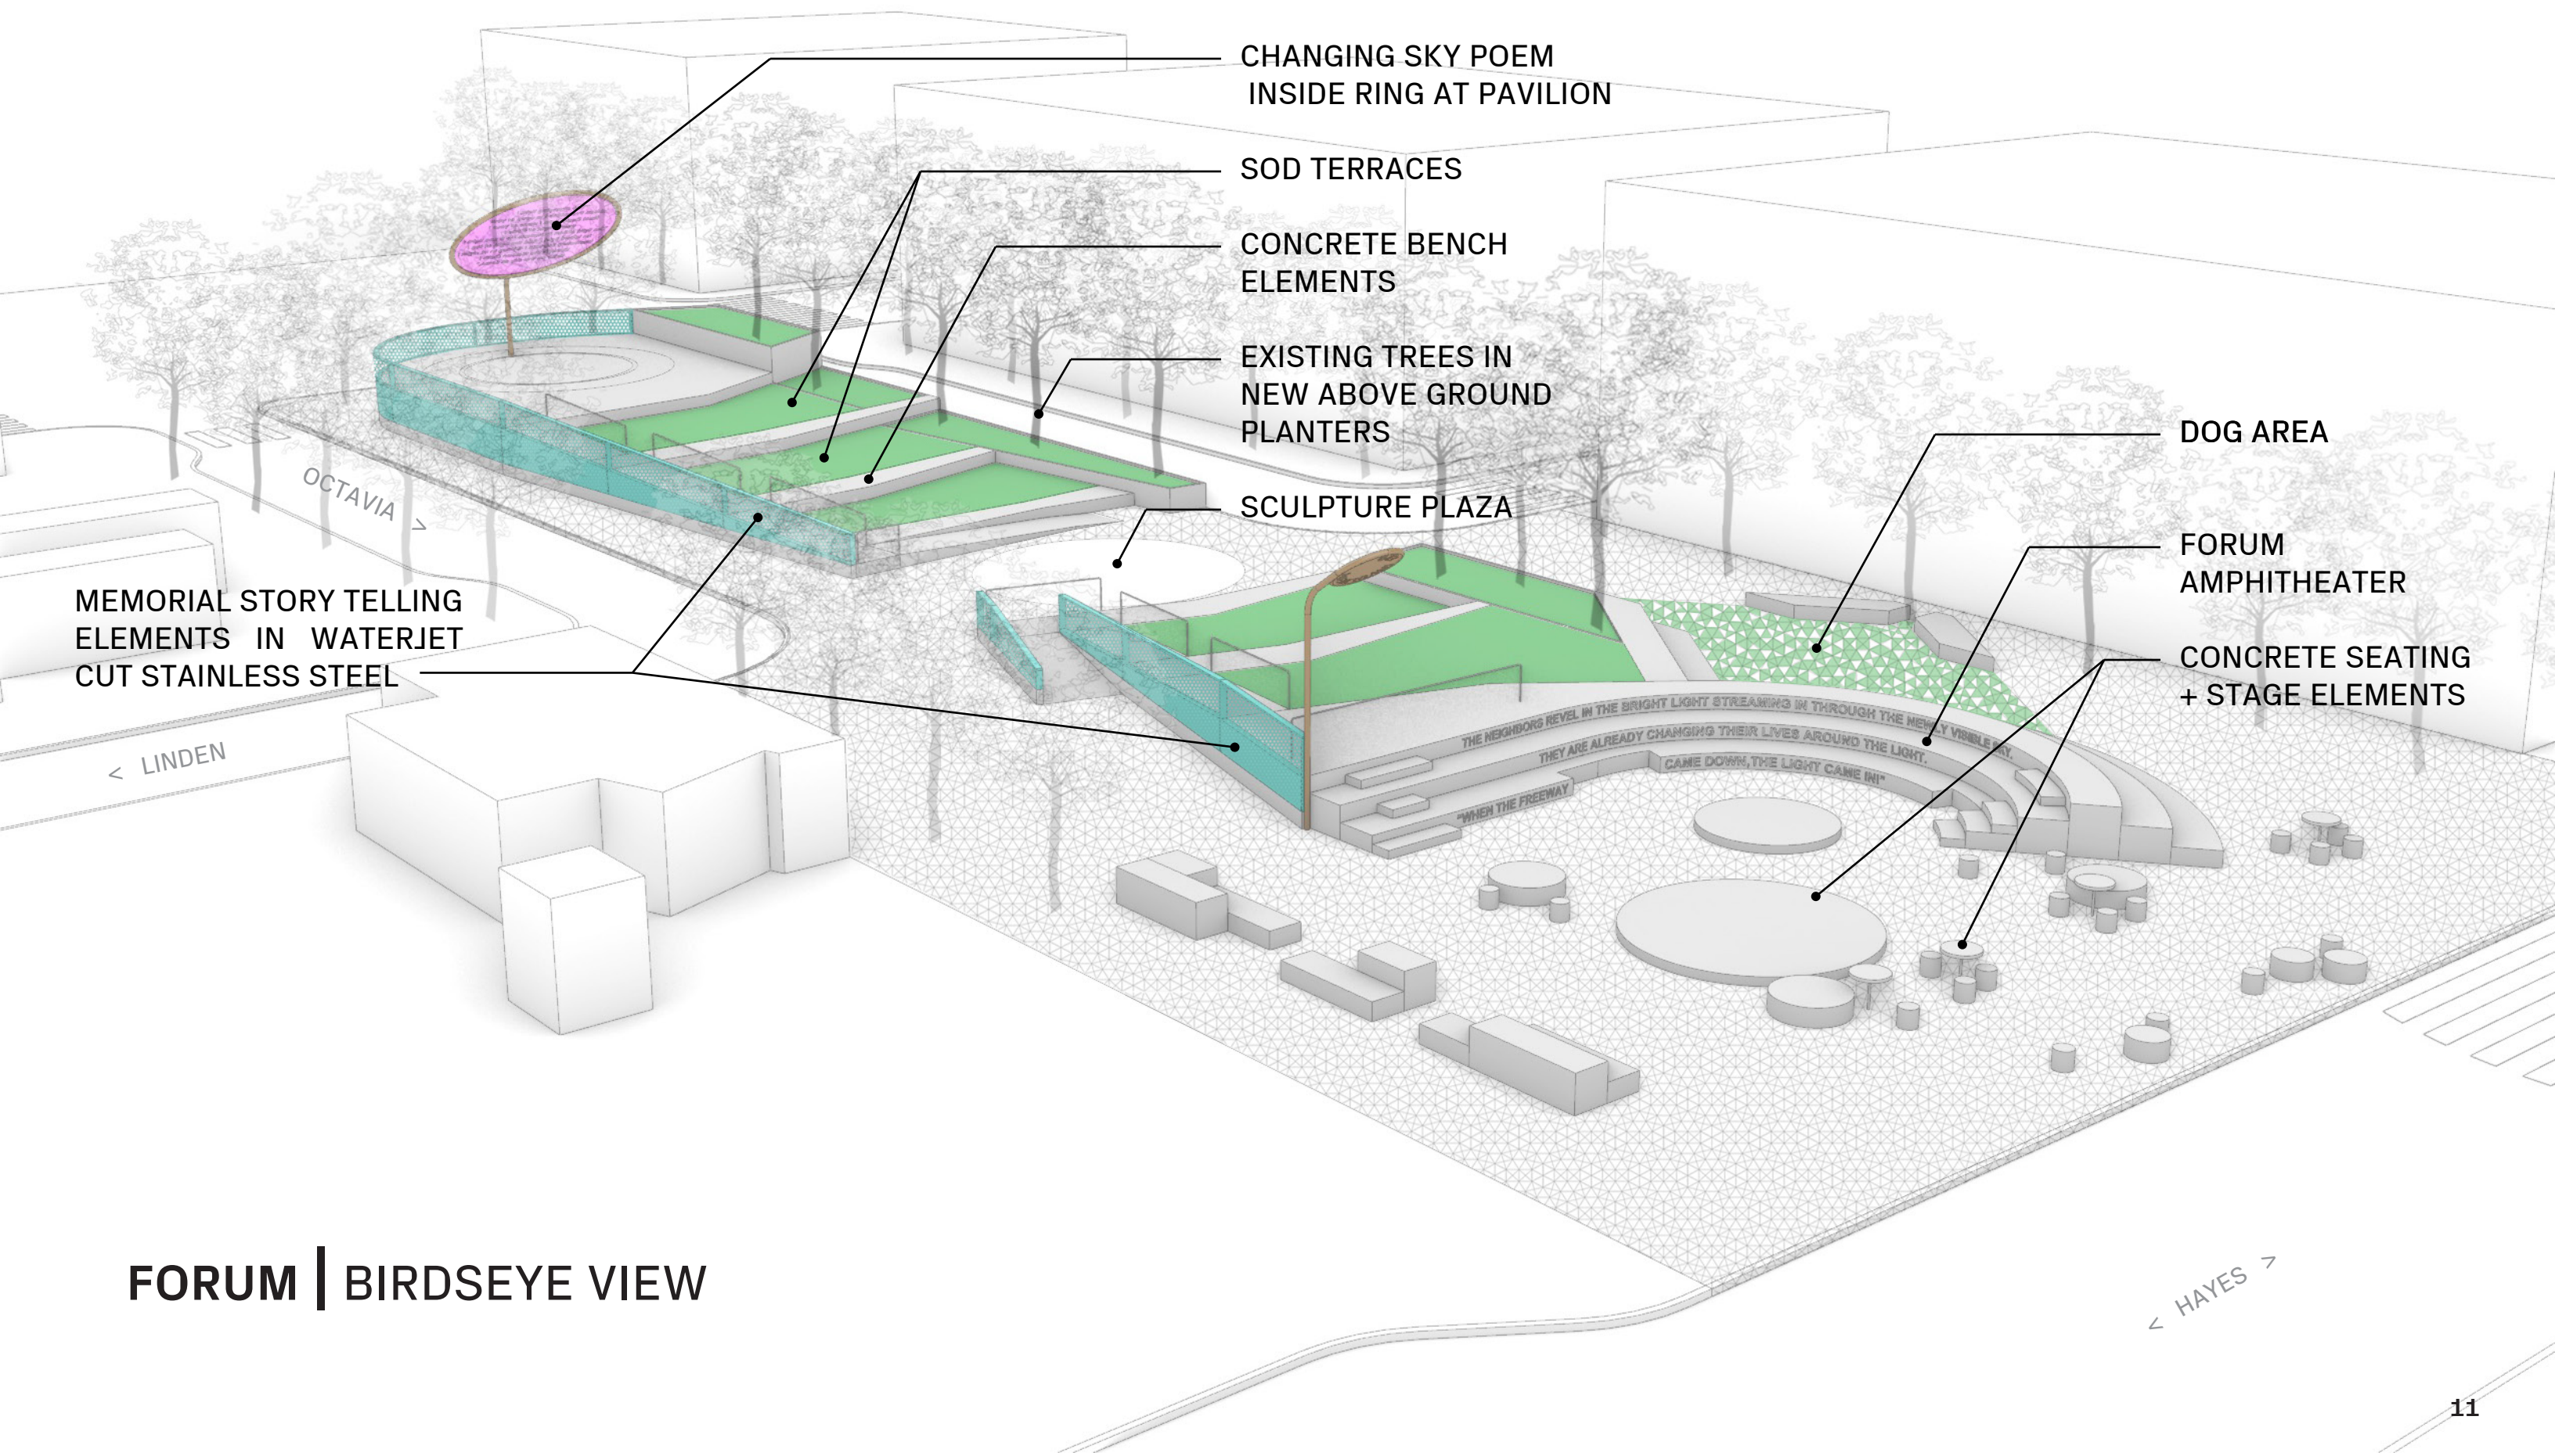 CHANGING SKY POEM
INSIDE RING AT PAVILION
SOD TERRACES
CONCRETE BENCH
ELEMENTS
EXISTING TREES IN
NEW ABOVE GROUND
PLANTERS
SCULPTURE PLAZA
DOG AREA
FORUM
AMPHITHEATER
CONCRETE SEATING
+ STAGE ELEMENTS
OCTAVIA >
MEMORIAL STORY TELLING
ELEMENTS IN WATERJET
CUT STAINLESS STEEL
< LINDEN
THE NEIGHBORS REVEL IN THE BRIGHT LIGHT STREAMING IN THROUGH THE NEWLY VISIBLE SKY.
THEY ARE ALREADY CHANGING THEIR LIVES AROUND THE LIGHT.
"WHEN THE FREEWAY CAME DOWN, THE LIGHT CAME IN!"
FORUM | BIRDSEYE VIEW
< HAYES >
11